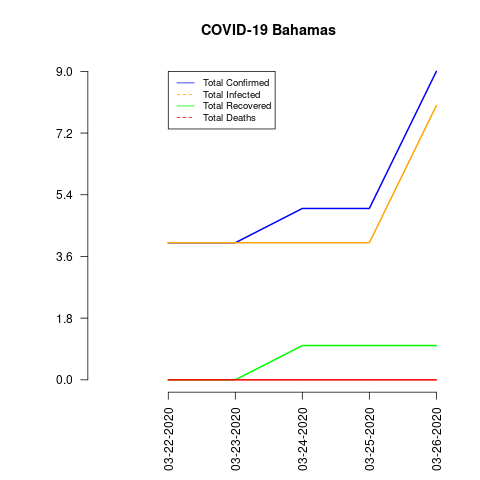 COVID-19 Bahamas
9.0
7.2
5.4
3.6
1.8
0.0
Total Confirmed
Total Infected
Total Recovered
Total Deaths
03-22-2020
03-23-2020
03-24-2020
03-25-2020
03-26-2020